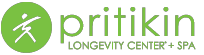 pritikin
LONGEVITY CENTER® + SPA